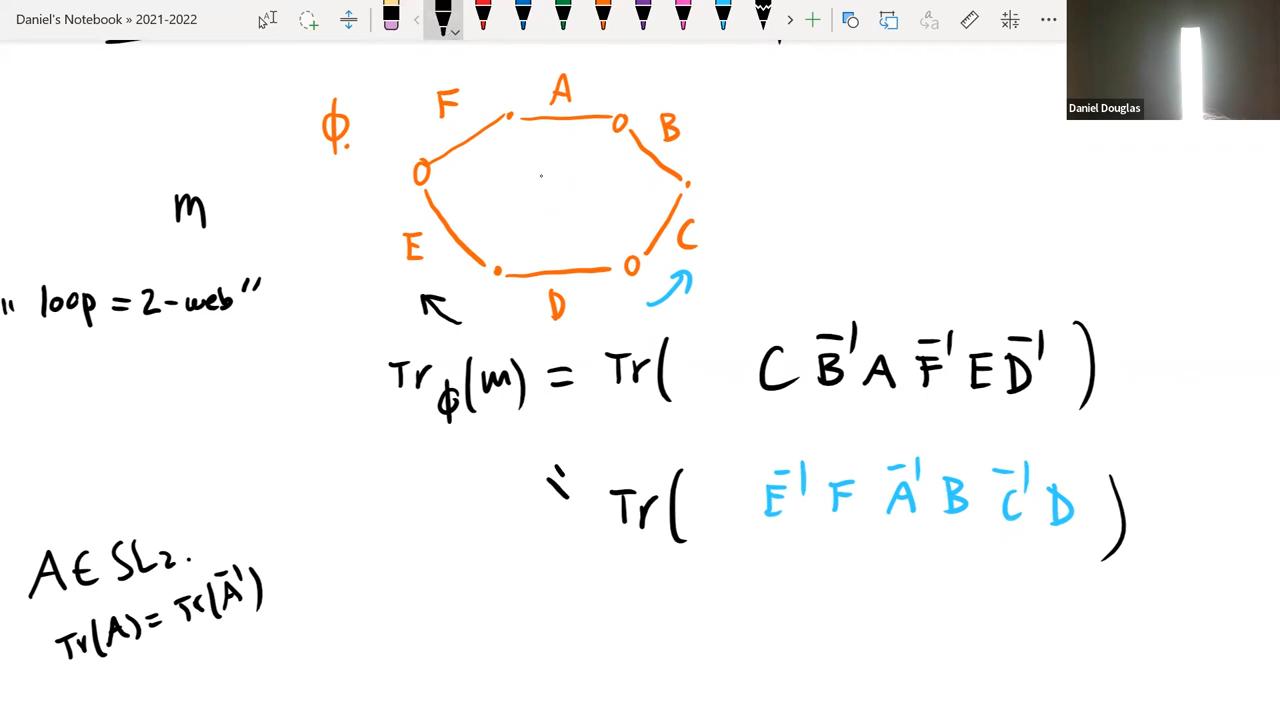 Daniel's Notebook » 2021-2022
Daniel Douglas
F A B
ϕ.
m
E C
D
"loop = 2-web"
Tr_ϕ(m) = Tr( C B⁻¹ A F⁻¹ E D⁻¹ )
Tr( E⁻¹ F A⁻¹ B C⁻¹ D )
A ∈ SL₂.
Tr(A) = Tr(A⁻¹)